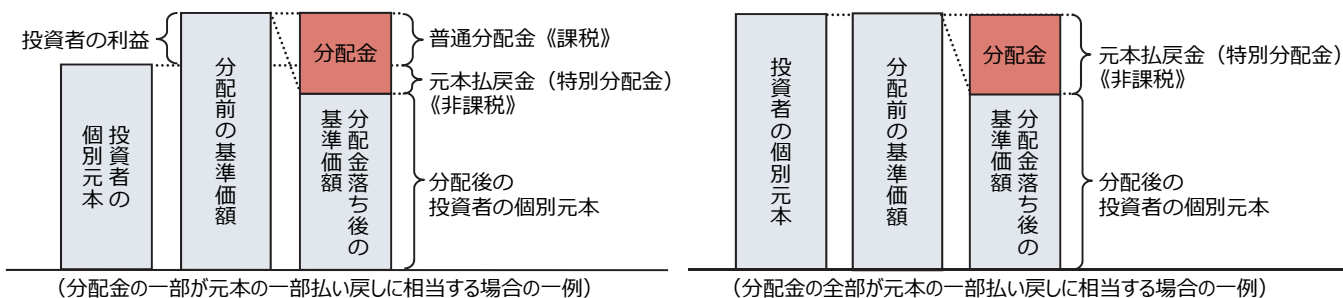 投資者の利益
投資者の
個別元本
分配前の基準価額
分配金
分配金落ち後の
基準価額
普通分配金《課税》
元本払戻金（特別分配金）
《非課税》
分配後の
投資者の個別元本
（分配金の一部が元本の一部払い戻しに相当する場合の一例）
投資者の個別元本
分配前の基準価額
分配金
分配金落ち後の
基準価額
元本払戻金（特別分配金）
《非課税》
分配後の
投資者の個別元本
（分配金の全部が元本の一部払い戻しに相当する場合の一例）